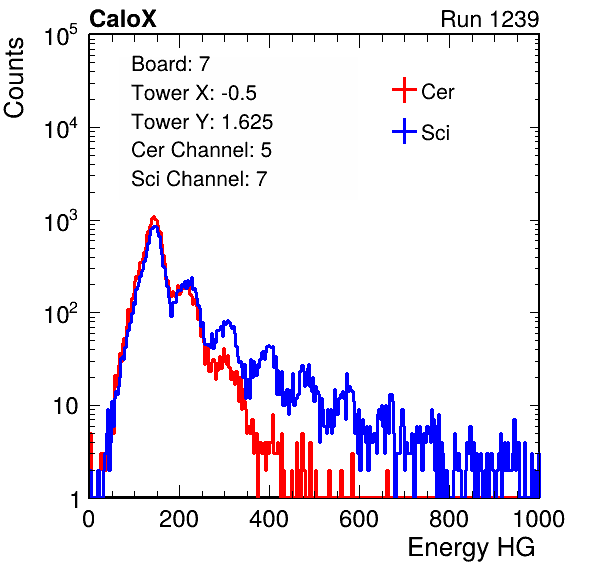 CaloX Run 1239
Counts
10^5
10^4
10^3
10^2
10
1
Board: 7
Tower X: -0.5
Tower Y: 1.625
Cer Channel: 5
Sci Channel: 7
Cer
Sci
0 200 400 600 800 1000
Energy HG